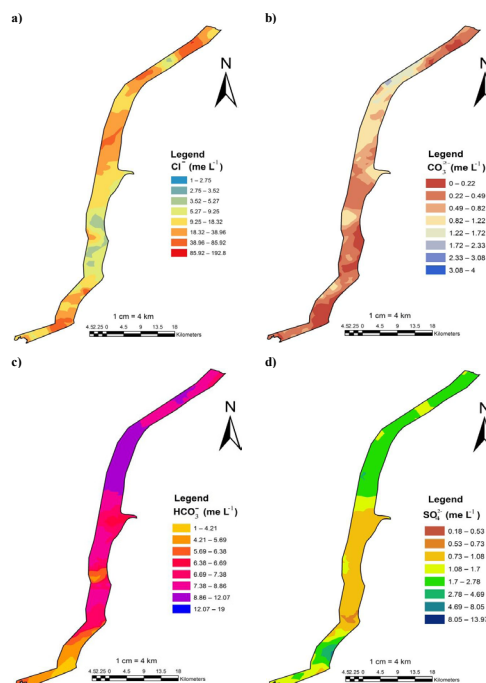 a)
N
Legend
Cl⁻ (me L⁻¹)
1 – 2.75
2.75 – 3.52
3.52 – 5.27
5.27 – 9.25
9.25 – 18.32
18.32 – 38.96
38.96 – 85.92
85.92 – 192.8
1 cm = 4 km
4.52.25 0 4.5 9 13.5 18
Kilometers
b)
N
Legend
CO₃²⁻ (me L⁻¹)
0 – 0.22
0.22 – 0.49
0.49 – 0.82
0.82 – 1.22
1.22 – 1.72
1.72 – 2.33
2.33 – 3.08
3.08 – 4
1 cm = 4 km
4.52.25 0 4.5 9 13.5 18
Kilometers
c)
N
Legend
HCO₃⁻ (me L⁻¹)
1 – 4.21
4.21 – 5.69
5.69 – 6.38
6.38 – 6.69
6.69 – 7.38
7.38 – 8.86
8.86 – 12.07
12.07 – 19
1 cm = 4 km
4.52.25 0 4.5 9 13.5 18
Kilometers
d)
N
Legend
SO₄²⁻ (me L⁻¹)
0.18 – 0.53
0.53 – 0.73
0.73 – 1.08
1.08 – 1.7
1.7 – 2.78
2.78 – 4.69
4.69 – 8.05
8.05 – 13.97
1 cm = 4 km
4.52.25 0 4.5 9 13.5 18
Kilometers